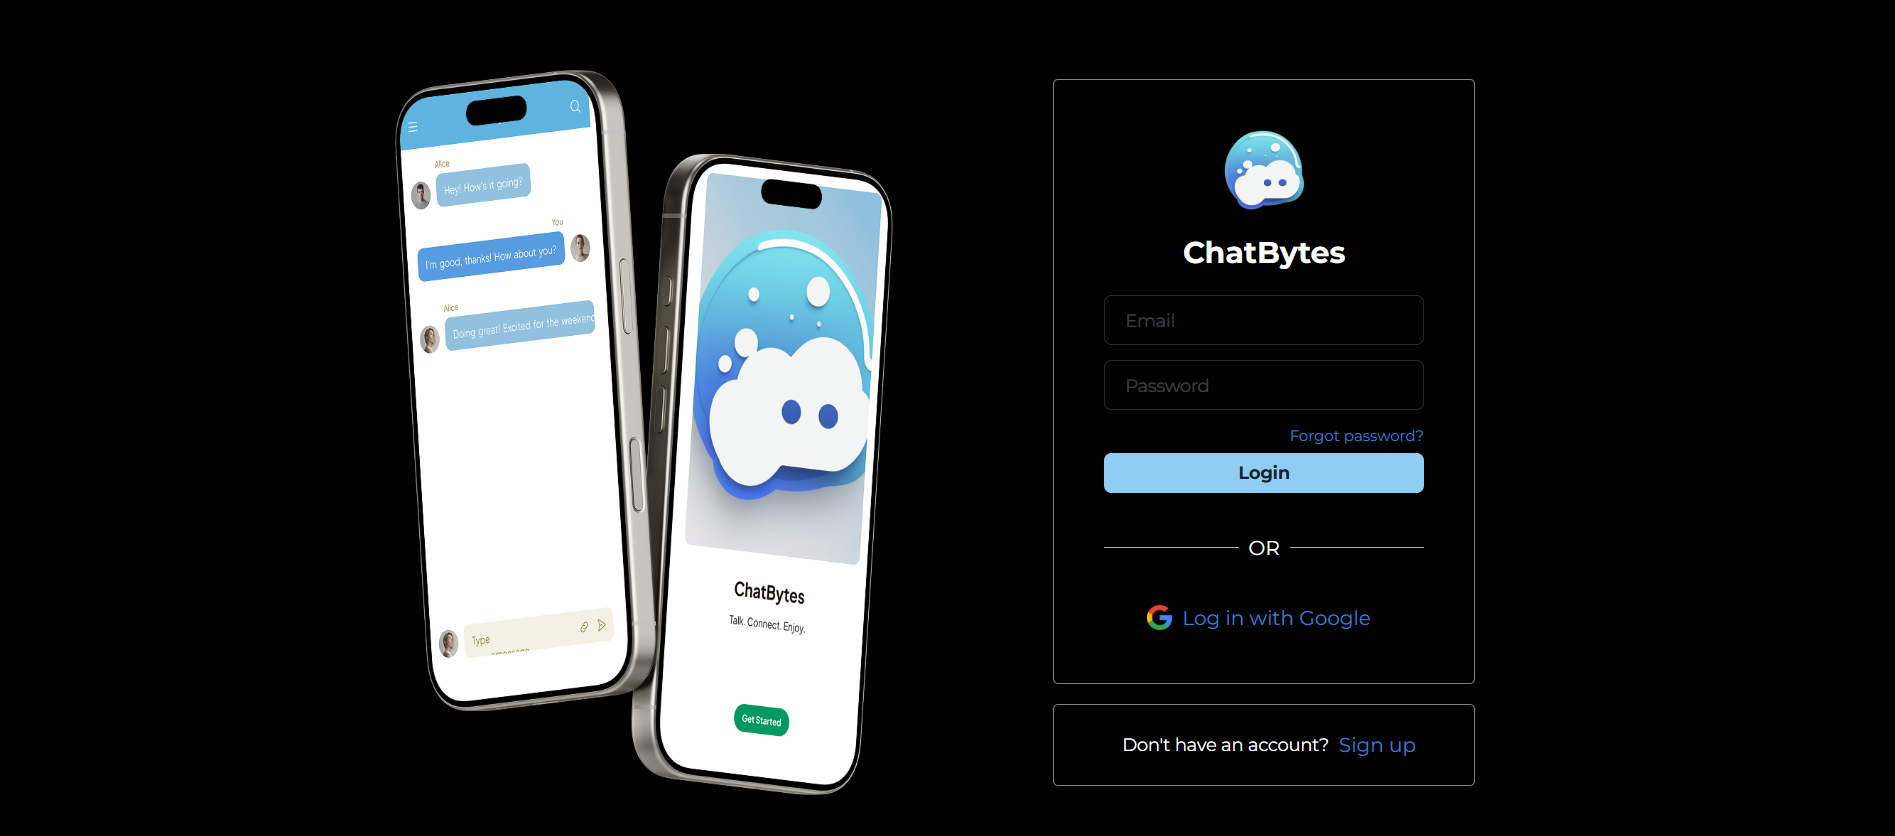 Alice
Hey! How's it going?
You
I'm good, thanks! How about you?
Alice
Doing great! Excited for the weekend
Type
ChatBytes
Talk. Connect. Enjoy.
Get Started
ChatBytes
Email
Password
Forgot password?
Login
OR
Log in with Google
Don't have an account? Sign up